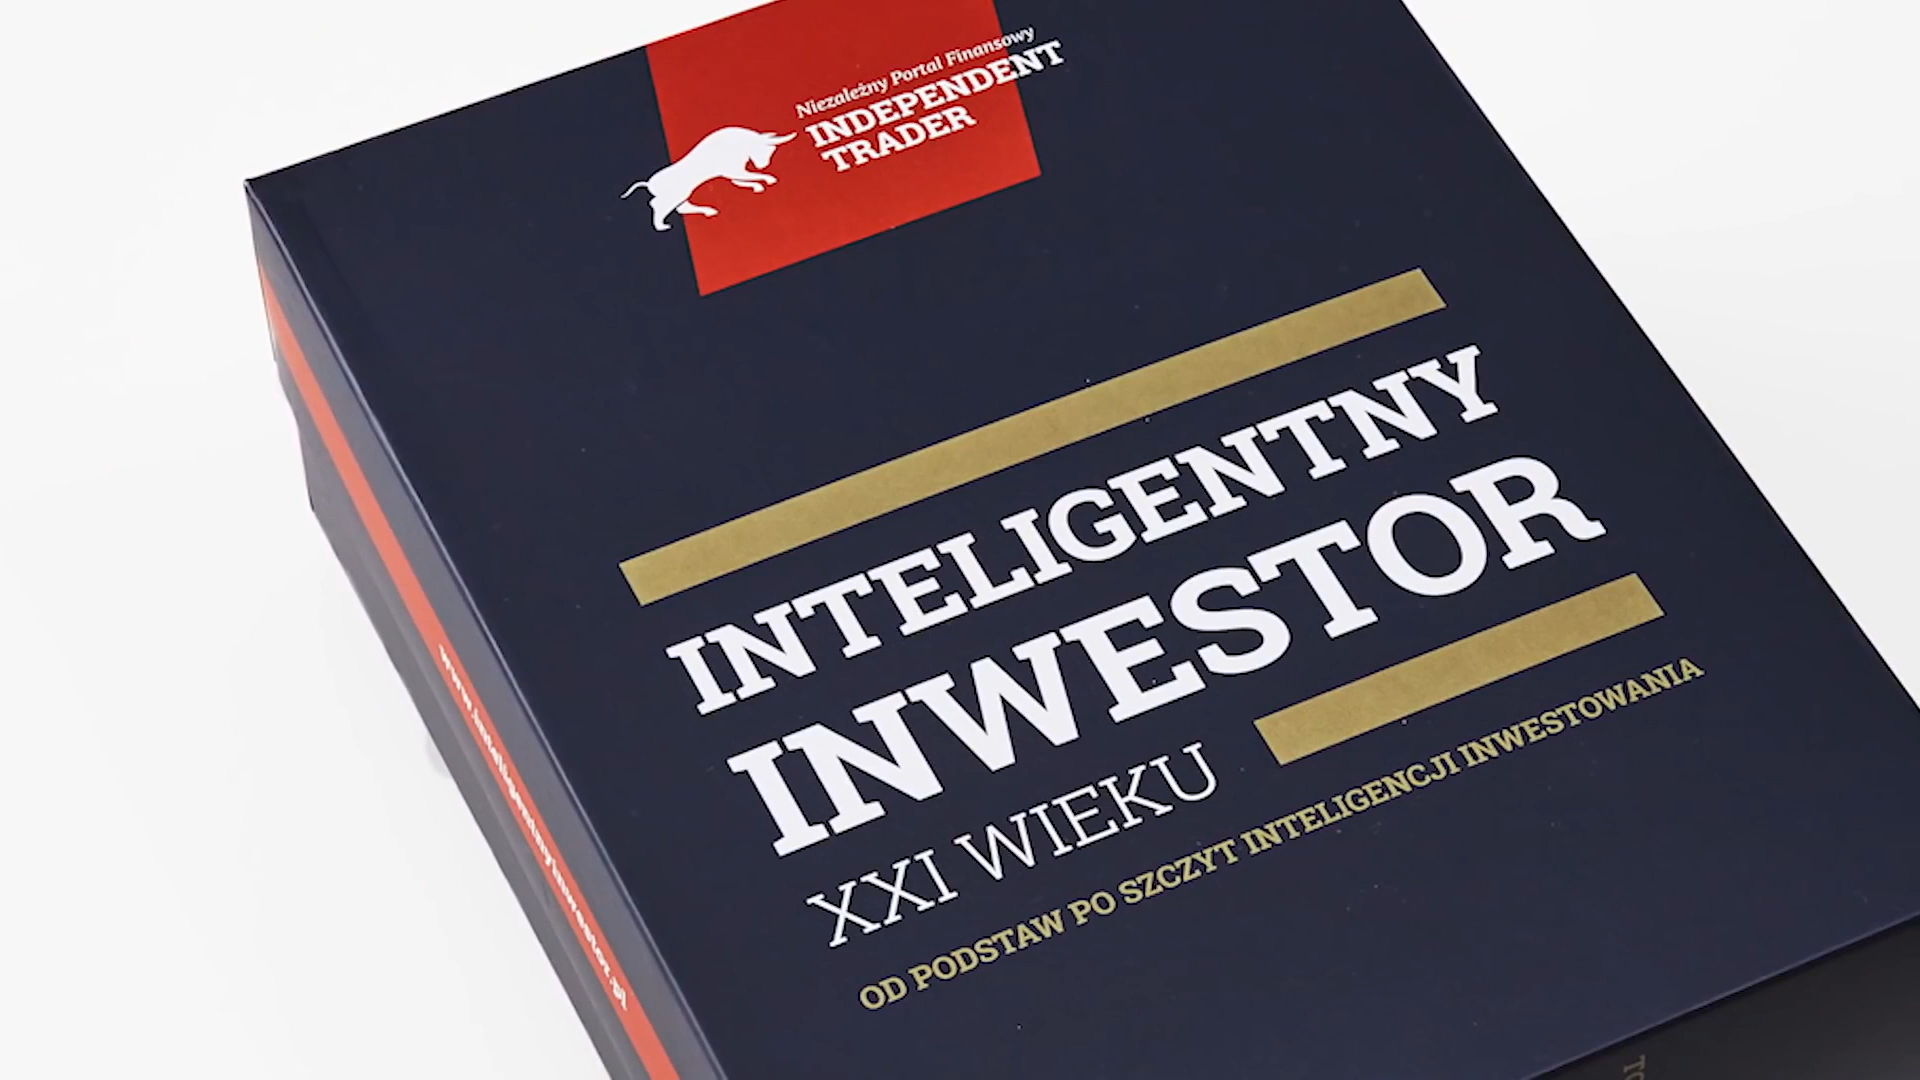 Niezależny Portal Finansowy
INDEPENDENT
TRADER
INTELIGENTNY
INWESTOR
XXI WIEKU
OD PODSTAW PO SZCZYT INTELIGENCJI INWESTOWANIA
www.inteligentnyinwestor.pl